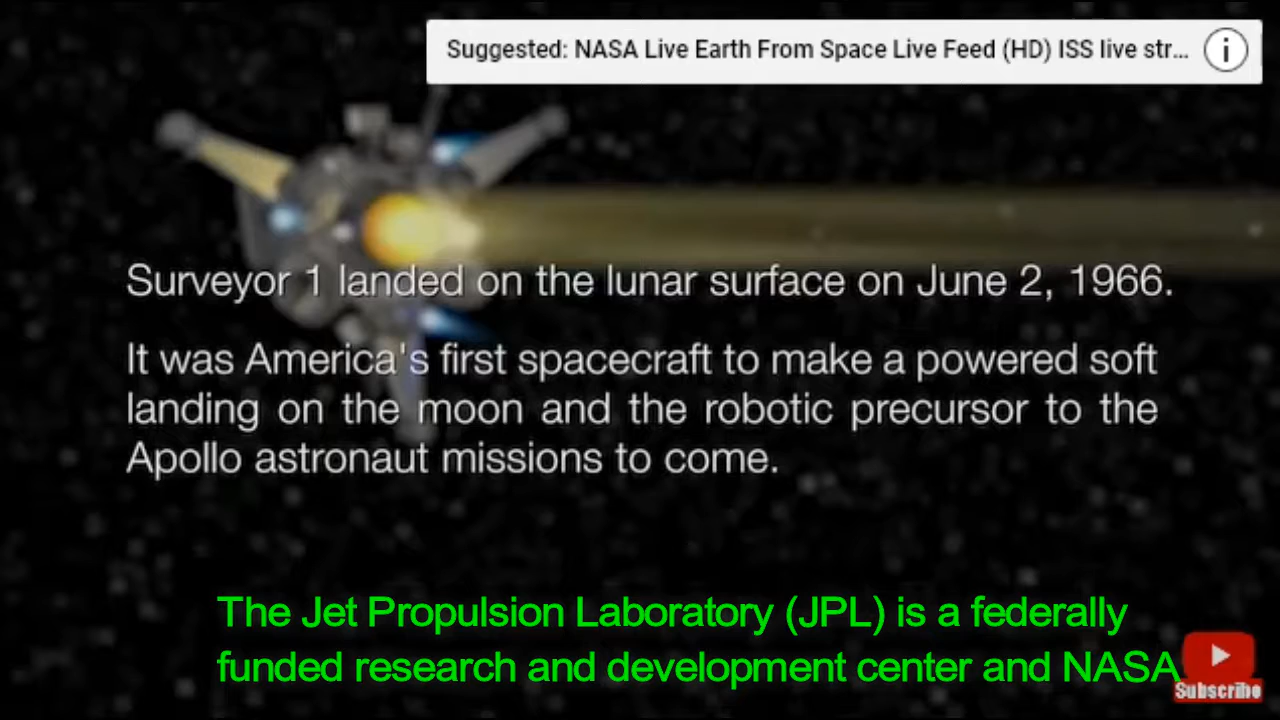 Suggested: NASA Live Earth From Space Live Feed (HD) ISS live str...
Surveyor 1 landed on the lunar surface on June 2, 1966.
It was America's first spacecraft to make a powered soft
landing on the moon and the robotic precursor to the
Apollo astronaut missions to come.
The Jet Propulsion Laboratory (JPL) is a federally
funded research and development center and NASA
Subscribe